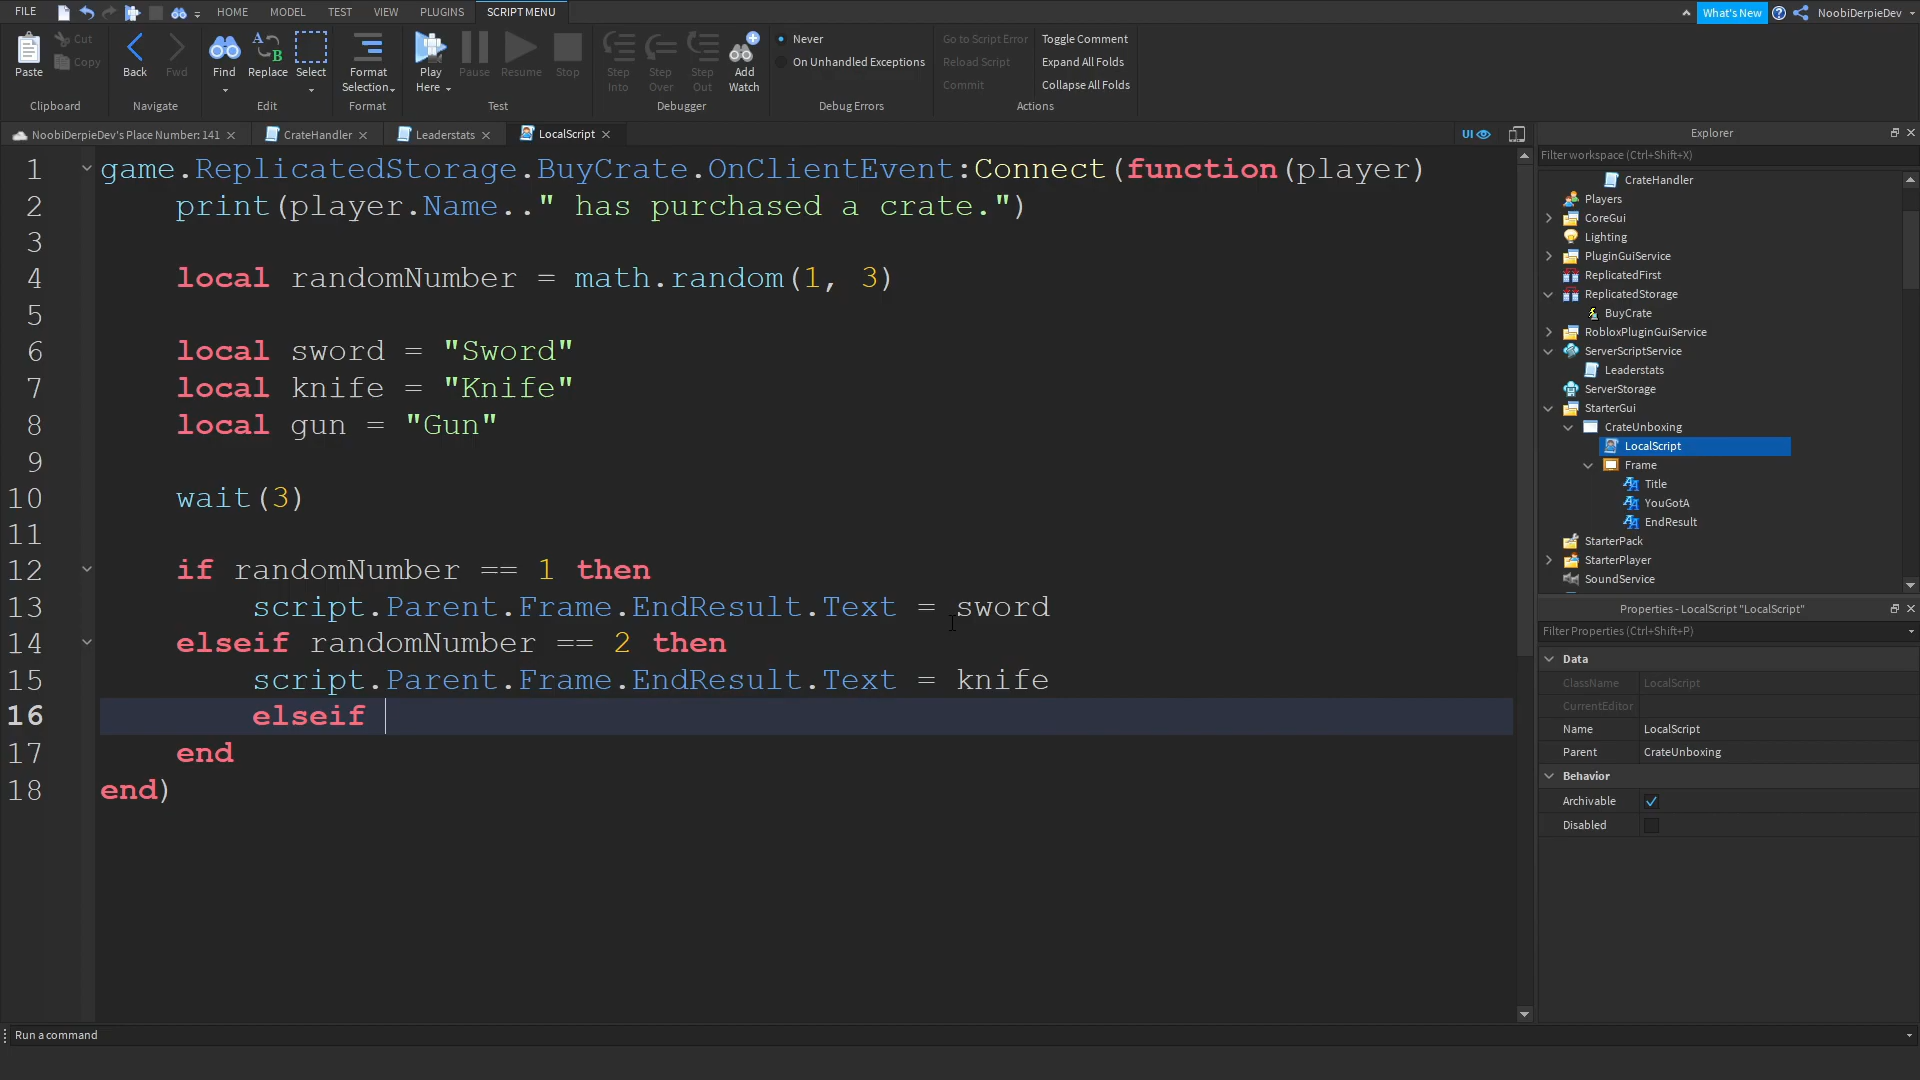 FILE HOME MODEL TEST VIEW PLUGINS SCRIPT MENU What's New NoobiDerpieDev
Paste Cut Copy Back Fwd Find Replace Select Format Selection Play Here Pause Resume Stop Step Into Step Over Step Out Add Watch Never On Unhandled Exceptions Go to Script Error Reload Script Commit Toggle Comment Expand All Folds Collapse All Folds
Clipboard Navigate Edit Format Test Debugger Debug Errors Actions
NoobiDerpieDev's Place Number: 141 CrateHandler Leaderstats LocalScript UI
1 game.ReplicatedStorage.BuyCrate.OnClientEvent:Connect(function(player)
2 print(player.Name.." has purchased a crate.")
3
4 local randomNumber = math.random(1, 3)
5
6 local sword = "Sword"
7 local knife = "Knife"
8 local gun = "Gun"
9
10 wait(3)
11
12 if randomNumber == 1 then
13 script.Parent.Frame.EndResult.Text = sword
14 elseif randomNumber == 2 then
15 script.Parent.Frame.EndResult.Text = knife
16 elseif
17 end
18 end)
Explorer
Filter workspace (Ctrl+Shift+X)
CrateHandler
Players
CoreGui
Lighting
PluginGuiService
ReplicatedFirst
ReplicatedStorage
BuyCrate
RobloxPluginGuiService
ServerScriptService
Leaderstats
ServerStorage
StarterGui
CrateUnboxing
LocalScript
Frame
Title
YouGotA
EndResult
StarterPack
StarterPlayer
SoundService
Properties - LocalScript "LocalScript"
Filter Properties (Ctrl+Shift+P)
Data
ClassName LocalScript
CurrentEditor
Name LocalScript
Parent CrateUnboxing
Behavior
Archivable
Disabled
Run a command